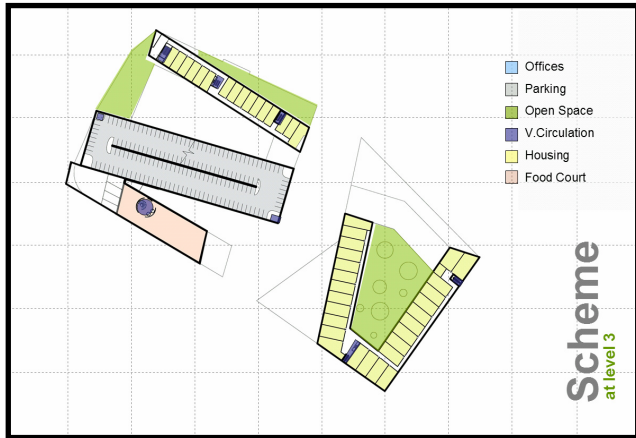 Offices
Parking
Open Space
V.Circulation
Housing
Food Court
Scheme
at level 3